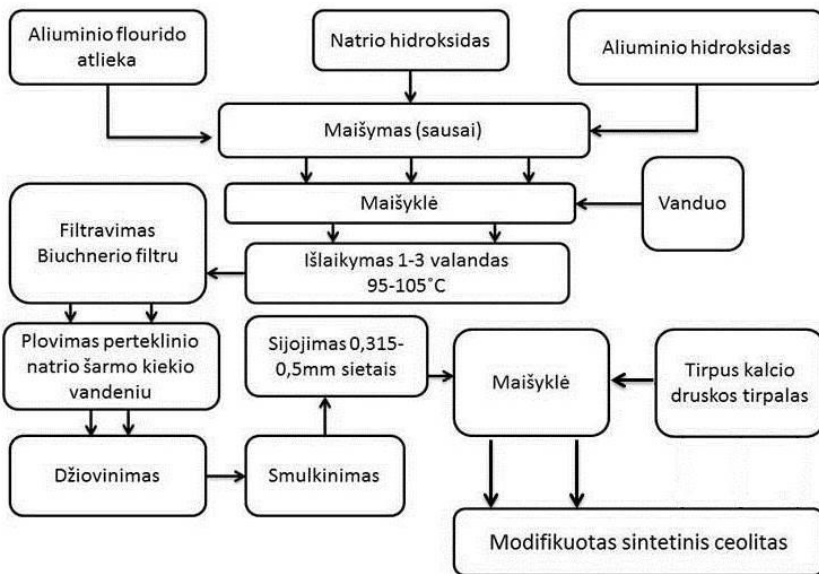 Aliuminio flourido
atlieka
Natrio hidroksidas
Aliuminio hidroksidas
Maišymas (sausai)
Maišyklė
Vanduo
Filtravimas
Biuchnerio filtru
Išlaikymas 1-3 valandas
95-105˚C
Plovimas perteklinio
natrio šarmo kiekio
vandeniu
Sijojimas 0,315-
0,5mm sietais
Maišyklė
Tirpus kalcio
druskos tirpalas
Džiovinimas
Smulkinimas
Modifikuotas sintetinis ceolitas